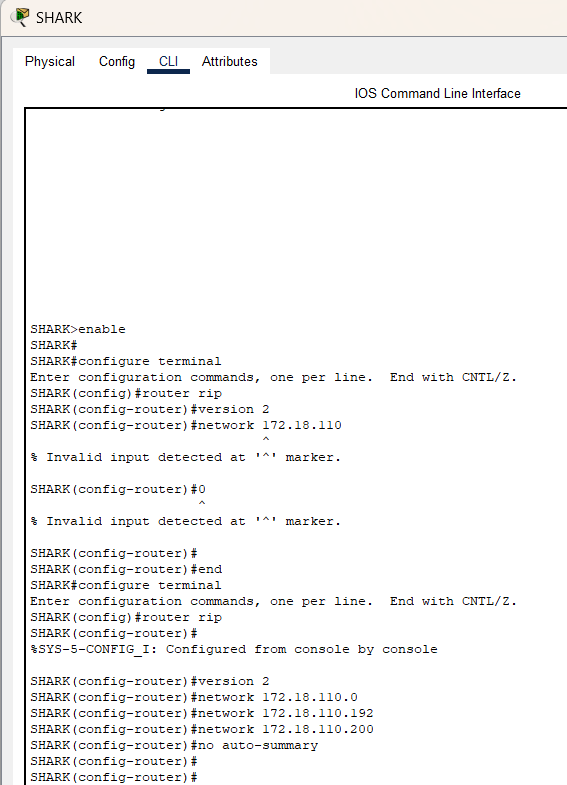 SHARK
Physical Config CLI Attributes
IOS Command Line Interface
SHARK>enable
SHARK#
SHARK#configure terminal
Enter configuration commands, one per line.  End with CNTL/Z.
SHARK(config)#router rip
SHARK(config-router)#version 2
SHARK(config-router)#network 172.18.110
^
% Invalid input detected at '^' marker.
SHARK(config-router)#0
^
% Invalid input detected at '^' marker.
SHARK(config-router)#
SHARK(config-router)#end
SHARK#configure terminal
Enter configuration commands, one per line.  End with CNTL/Z.
SHARK(config)#router rip
SHARK(config-router)#
%SYS-5-CONFIG_I: Configured from console by console
SHARK(config-router)#version 2
SHARK(config-router)#network 172.18.110.0
SHARK(config-router)#network 172.18.110.192
SHARK(config-router)#network 172.18.110.200
SHARK(config-router)#no auto-summary
SHARK(config-router)#
SHARK(config-router)#